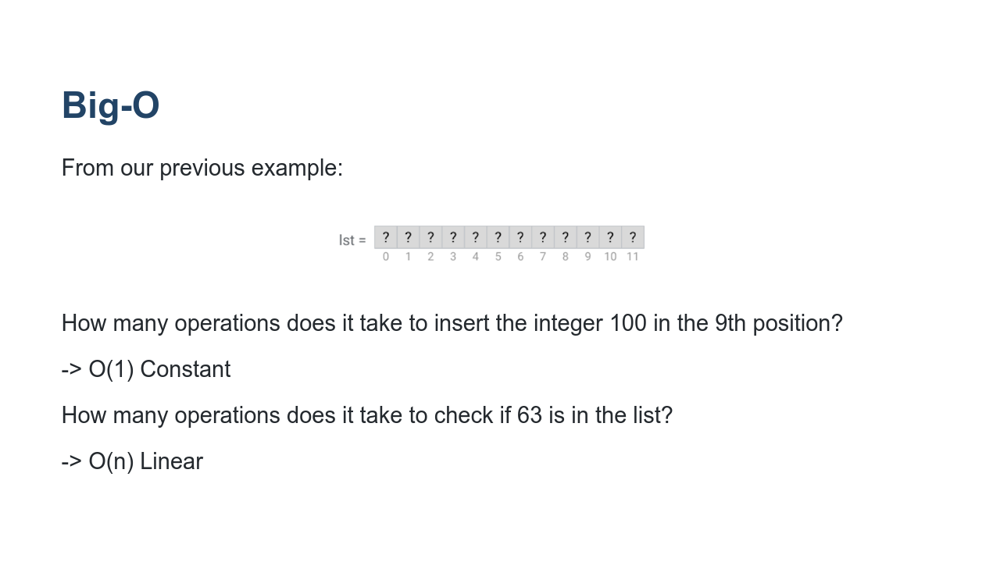 Big-O
From our previous example:
lst = ? ? ? ? ? ? ? ? ? ? ? ?
0 1 2 3 4 5 6 7 8 9 10 11
How many operations does it take to insert the integer 100 in the 9th position?
-> O(1) Constant
How many operations does it take to check if 63 is in the list?
-> O(n) Linear